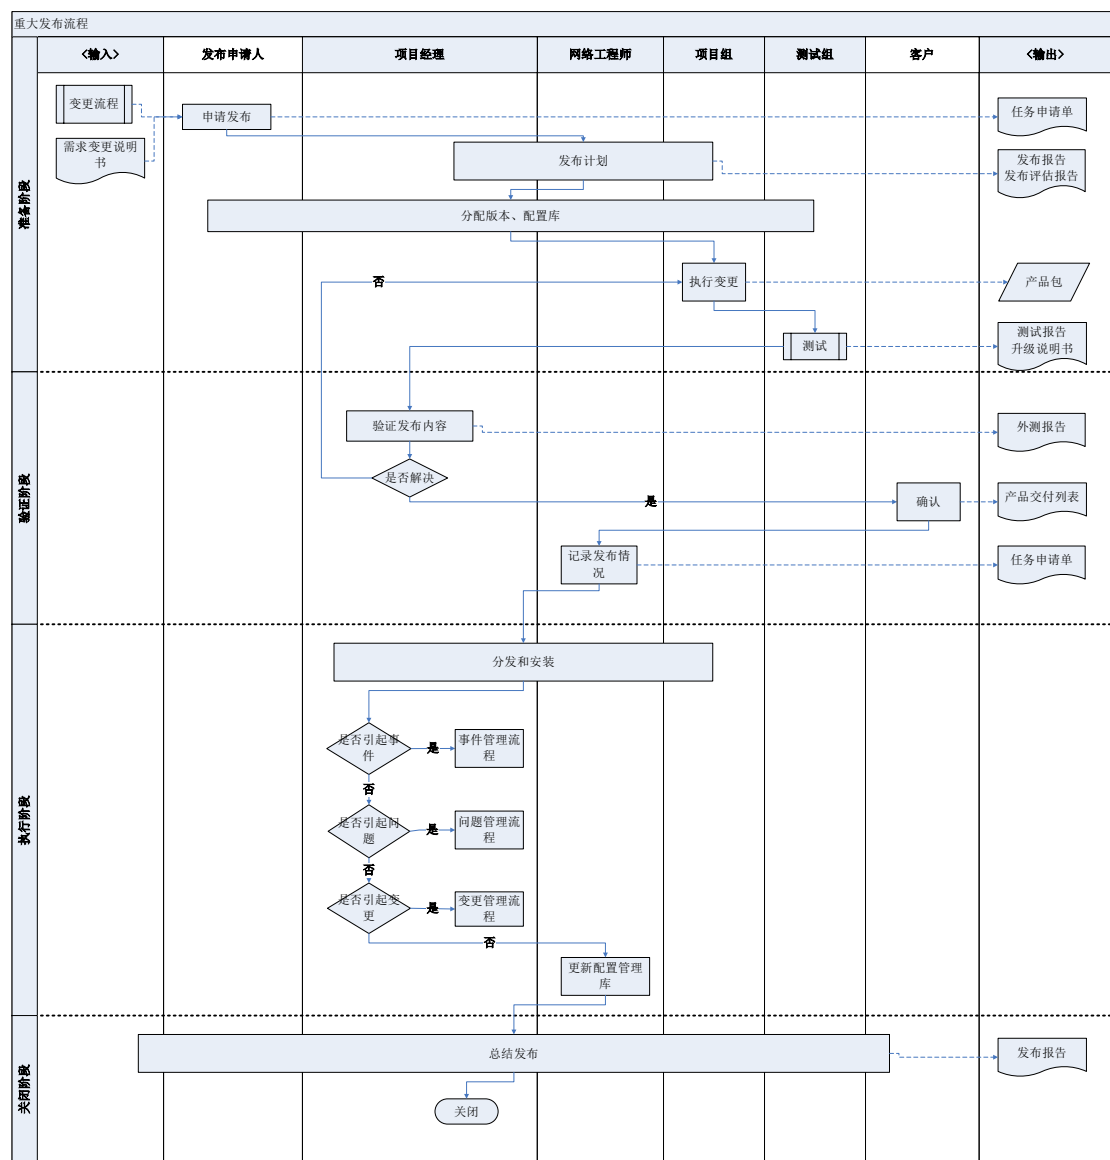 重大发布流程
<输入>
发布申请人
项目经理
网络工程师
项目组
测试组
客户
<输出>
准备阶段
变更流程
申请发布
任务申请单
需求变更说明
书
发布计划
发布报告
发布评估报告
分配版本、配置库
否
执行变更
产品包
测试
测试报告
升级说明书
验证阶段
验证发布内容
外测报告
是否解决
是
确认
产品交付列表
记录发布情
况
任务申请单
执行阶段
分发和安装
是否引起事
件
是
事件管理流
程
否
是否引起问
题
是
问题管理流
程
否
是否引起变
更
是
变更管理流
程
否
更新配置管理
库
关闭阶段
总结发布
发布报告
关闭